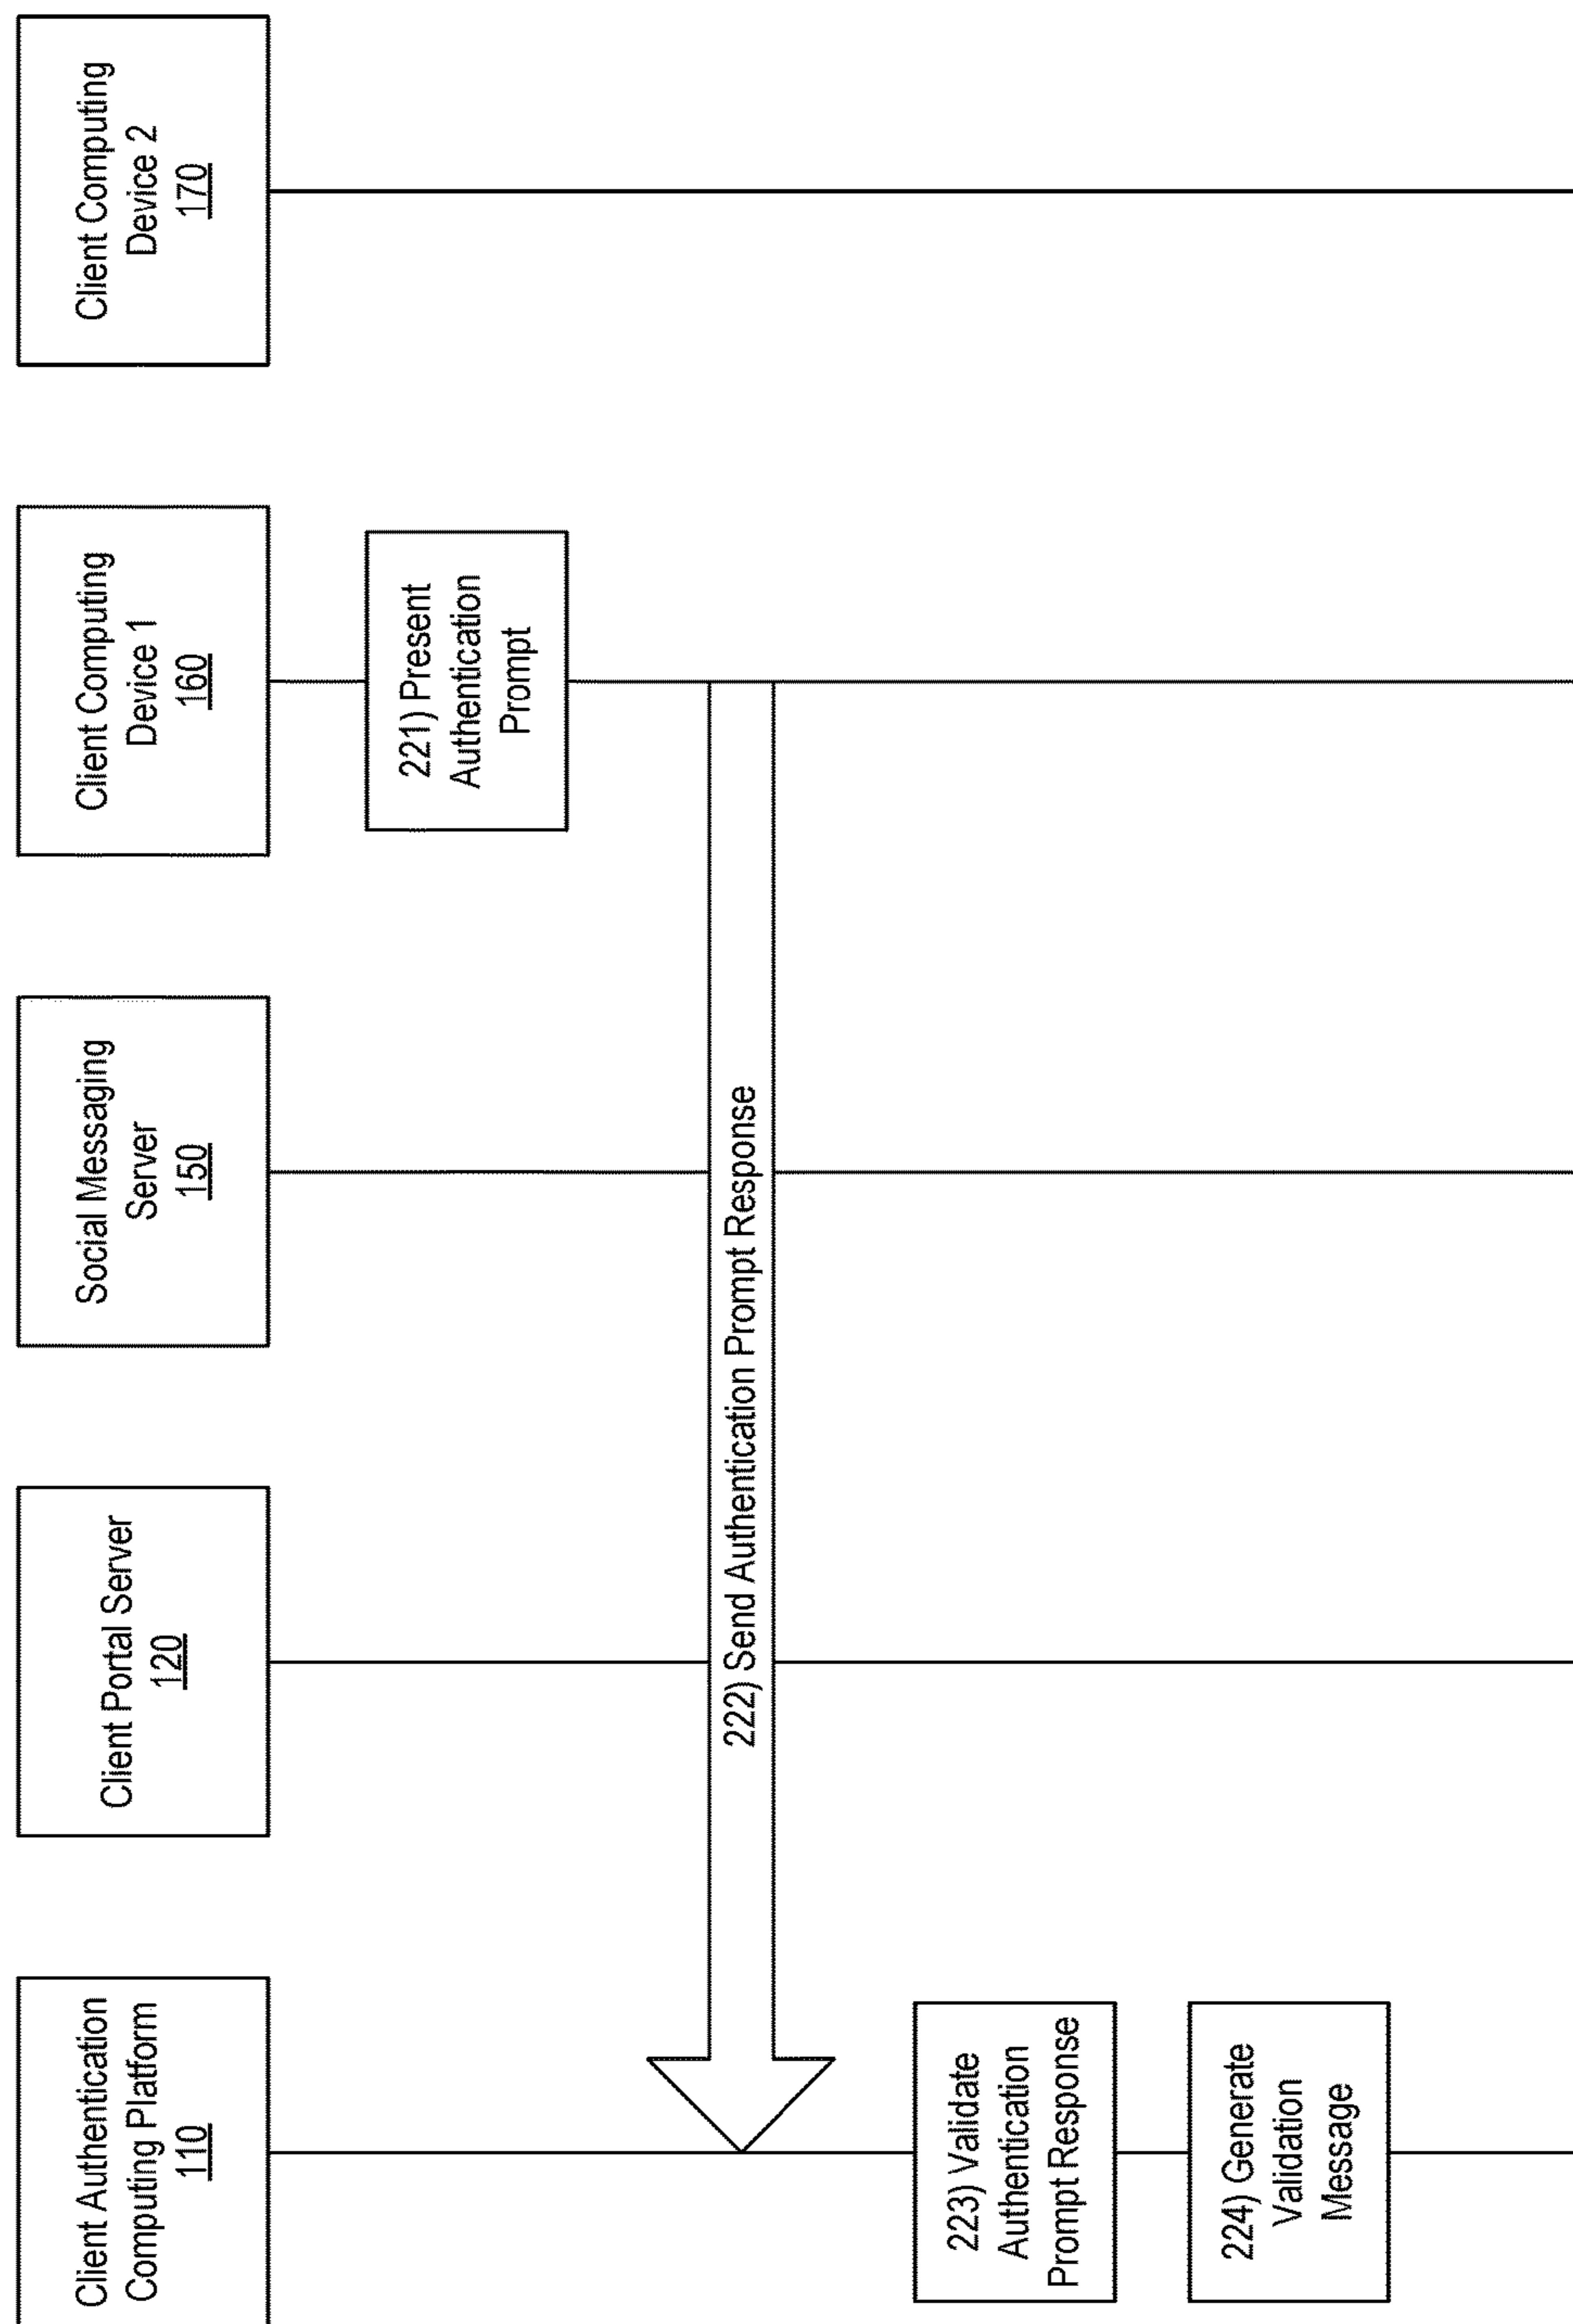 Client Authentication
Computing Platform
110
Client Portal Server
120
Social Messaging
Server
150
Client Computing
Device 1
160
Client Computing
Device 2
170
221) Present
Authentication
Prompt
222) Send Authentication Prompt Response
223) Validate
Authentication
Prompt Response
224) Generate
Validation
Message